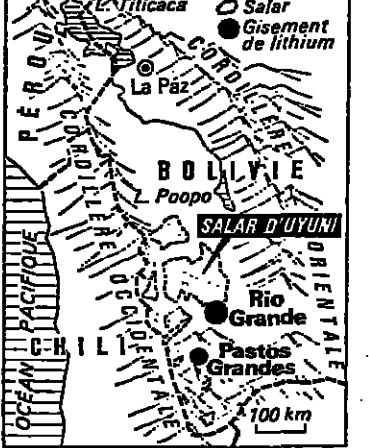 L. Titicaca
Salar
Gisement
de lithium
PÉROU
La Paz
CORDILLERE
ORIENTALE
BOLIVIE
CORDILLÈRE
OCCIDENTALE
L. Poopo
SALAR D'UYUNI
OCÉAN PACIFIQUE
CHILI
Rio
Grande
Pastos
Grandes
100 km